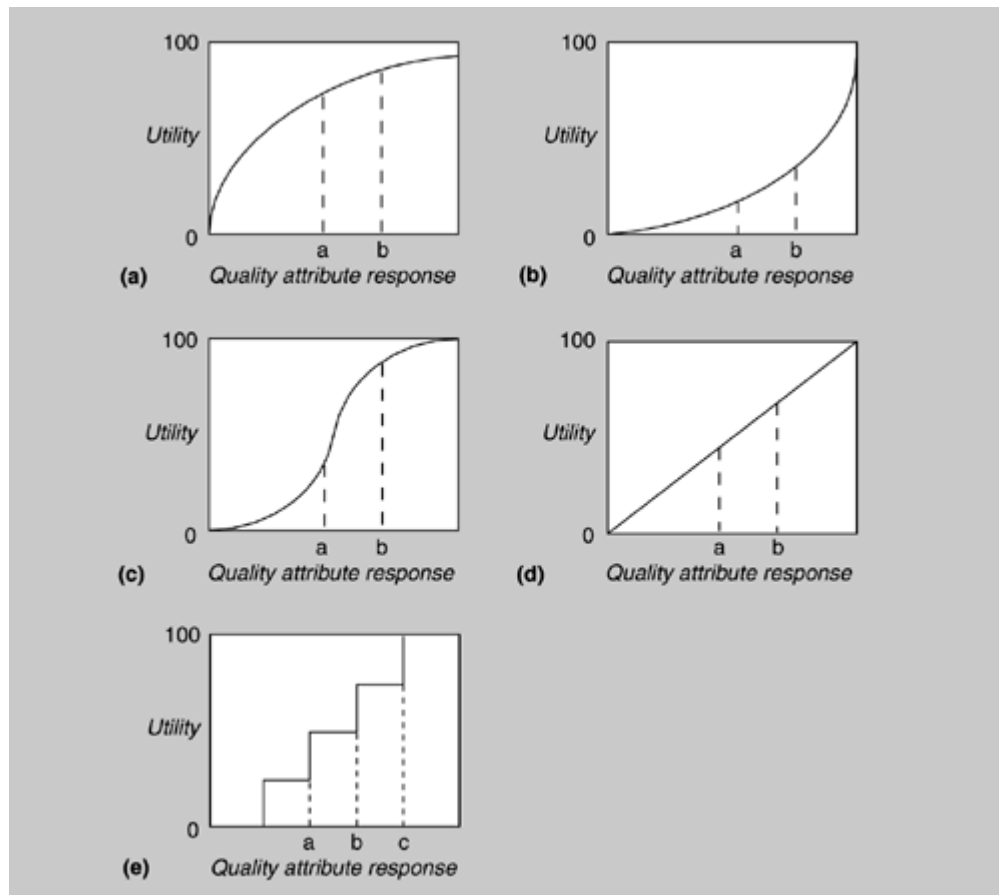 100
Utility
0
a b
(a) Quality attribute response
100
Utility
0
a b
(b) Quality attribute response
100
Utility
0
a b
(c) Quality attribute response
100
Utility
0
a b
(d) Quality attribute response
100
Utility
0
a b c
(e) Quality attribute response